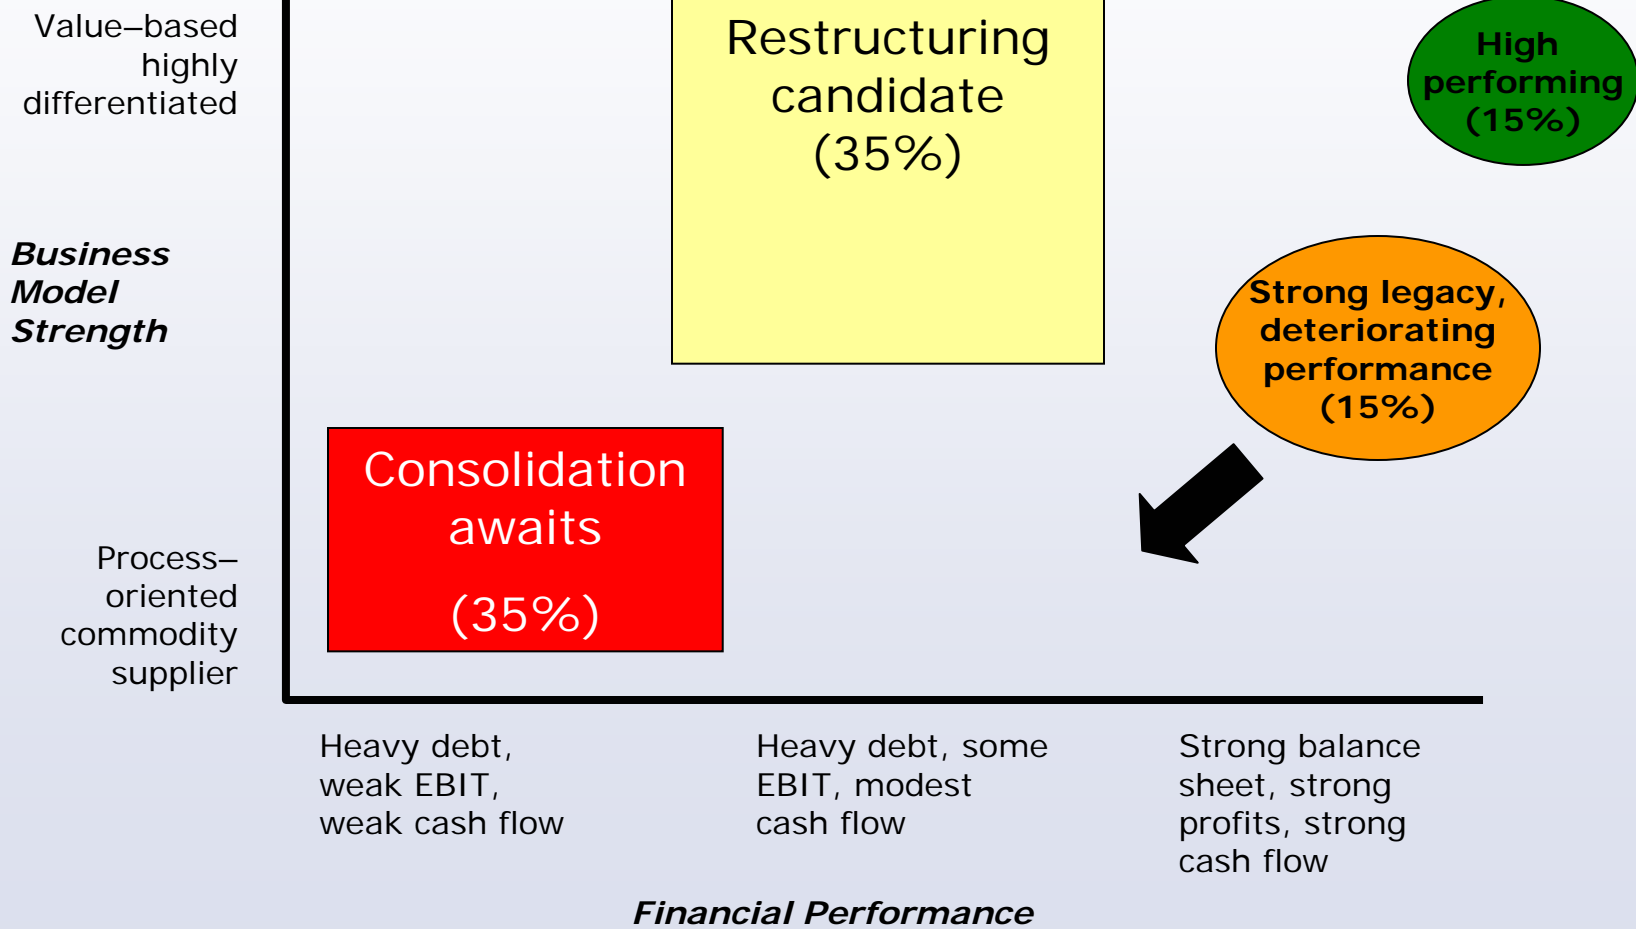 Value–based
highly
differentiated
Restructuring
candidate
(35%)
High
performing
(15%)
Business
Model
Strength
Strong legacy,
deteriorating
performance
(15%)
Consolidation
awaits
(35%)
Process–
oriented
commodity
supplier
Heavy debt,
weak EBIT,
weak cash flow
Heavy debt, some
EBIT, modest
cash flow
Strong balance
sheet, strong
profits, strong
cash flow
Financial Performance